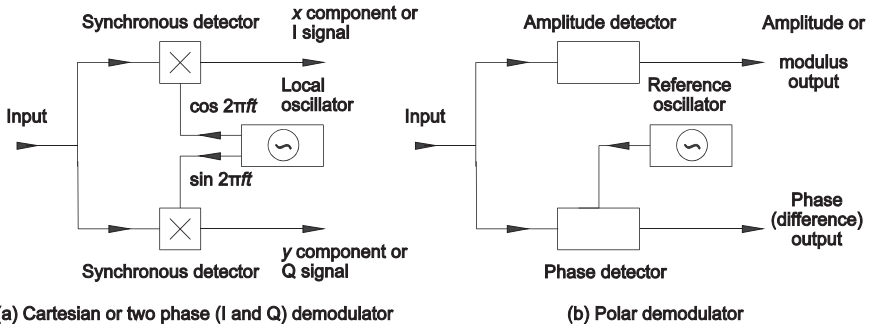 Synchronous detector
x component or
I signal
Local
oscillator
cos 2πft
Input
sin 2πft
y component or
Q signal
Synchronous detector
(a) Cartesian or two phase (I and Q) demodulator
Amplitude detector
Amplitude or
modulus
output
Reference
oscillator
Input
Phase
(difference)
output
Phase detector
(b) Polar demodulator